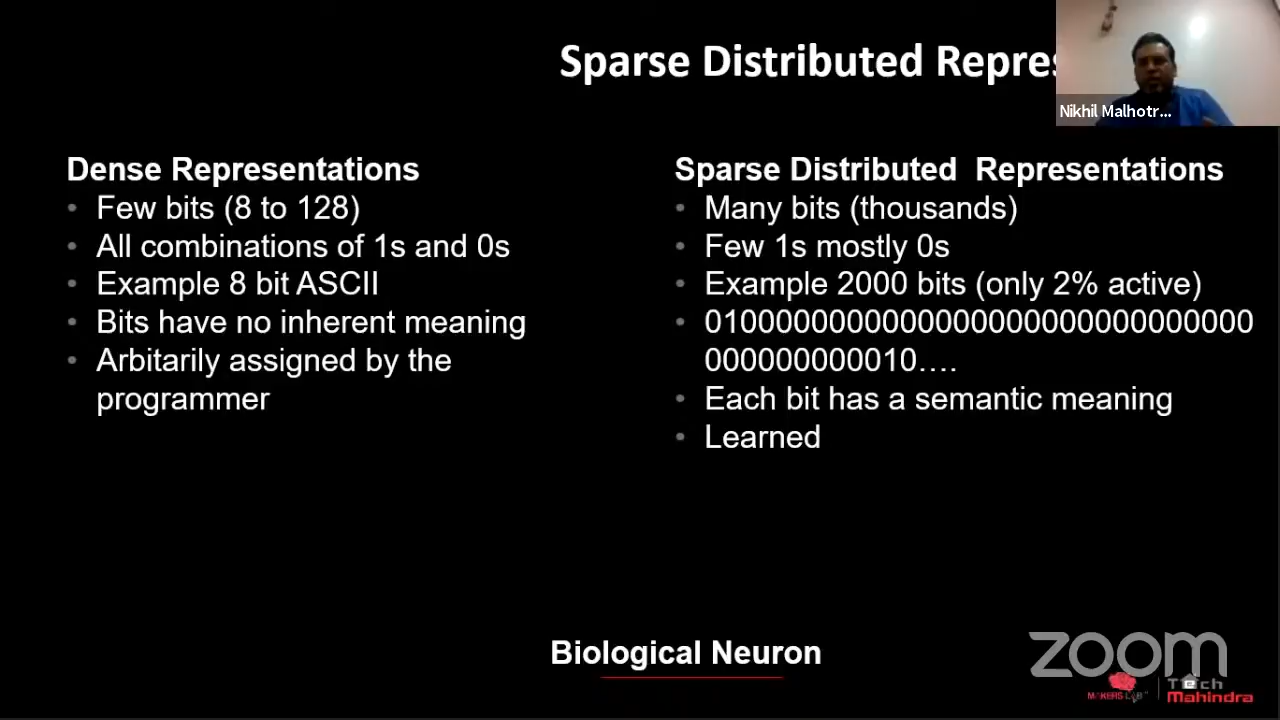 Sparse Distributed Repres
Nikhil Malhotr...
Dense Representations
• Few bits (8 to 128)
• All combinations of 1s and 0s
• Example 8 bit ASCII
• Bits have no inherent meaning
• Arbitarily assigned by the
programmer
Sparse Distributed  Representations
• Many bits (thousands)
• Few 1s mostly 0s
• Example 2000 bits (only 2% active)
• 01000000000000000000000000000000
000000000010....
• Each bit has a semantic meaning
• Learned
Biological Neuron
zoom
MAKERS LAB
Tech
Mahindra